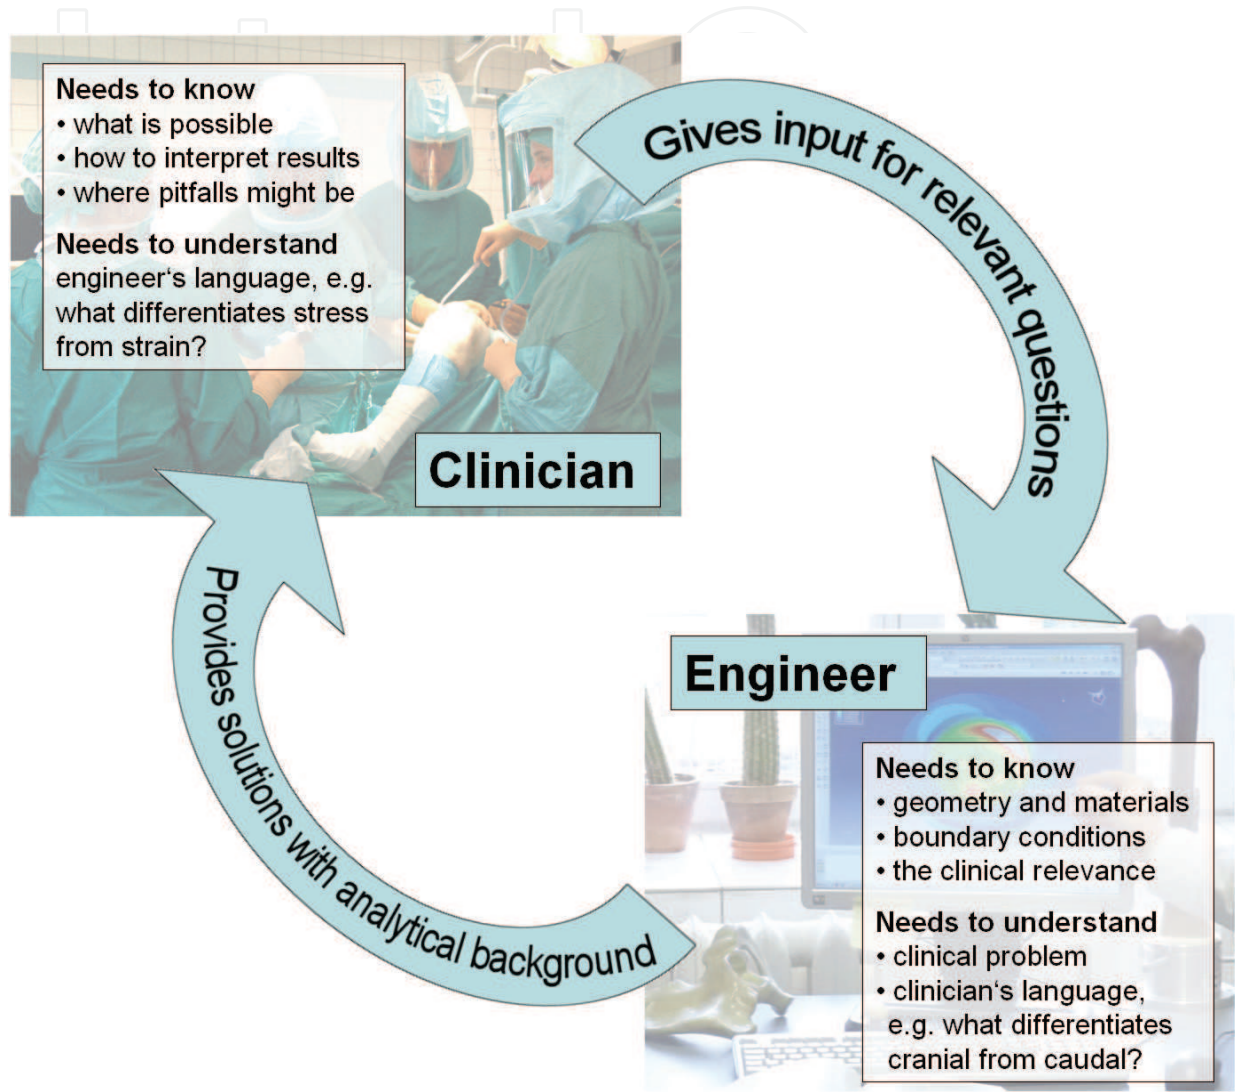 Needs to know
• what is possible
• how to interpret results
• where pitfalls might be
Needs to understand
engineer‘s language, e.g.
what differentiates stress
from strain?
Clinician
Gives input for relevant questions
Engineer
Needs to know
• geometry and materials
• boundary conditions
• the clinical relevance
Needs to understand
• clinical problem
• clinician‘s language,
e.g. what differentiates
cranial from caudal?
Provides solutions with analytical background